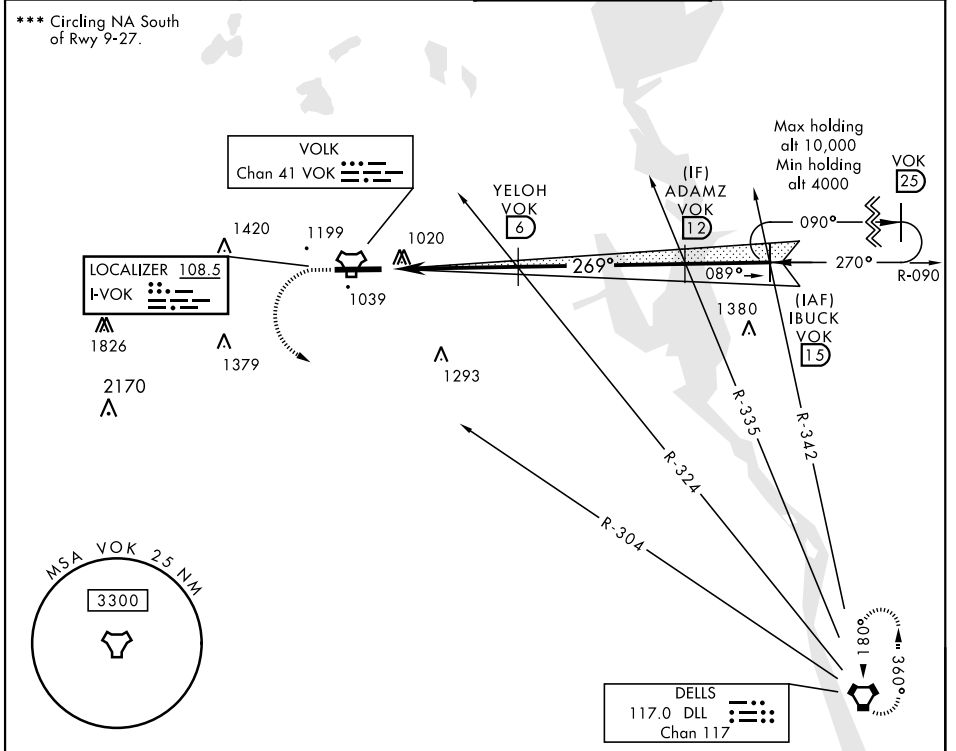 *** Circling NA South
of Rwy 9-27.
VOLK
Chan 41 VOK
Max holding
alt 10,000
Min holding
alt 4000
VOK
25
YELOH
VOK
6
(IF)
ADAMZ
VOK
12
090°
1420
1199
1020
LOCALIZER 108.5
I-VOK
269°
089°
270°
R-090
1039
1380
(IAF)
IBUCK
VOK
15
1826
1379
1293
2170
R-335
R-342
R-324
R-304
MSA VOK 25 NM
3300
180°
360°
DELLS
117.0 DLL
Chan 117